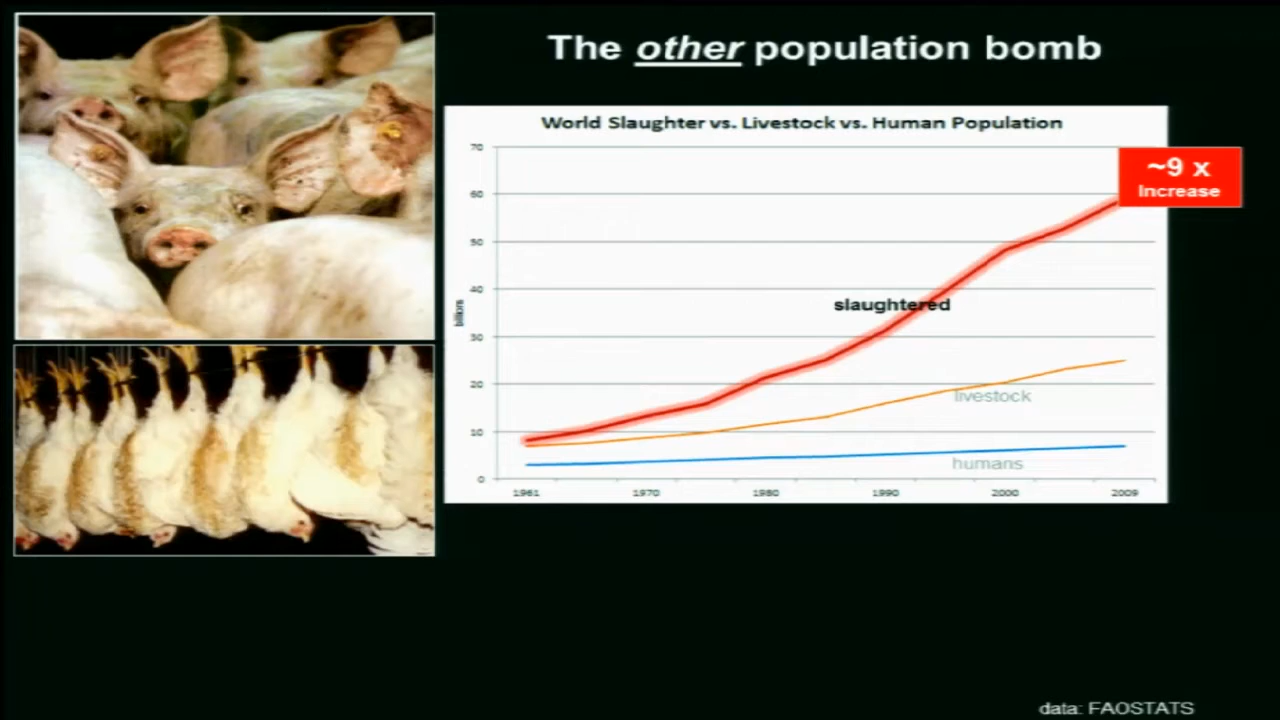 The other population bomb
World Slaughter vs. Livestock vs. Human Population
70
~9 x
Increase
60
50
40
slaughtered
billions
30
20
livestock
10
humans
0
1961 1970 1980 1990 2000 2009
data: FAOSTATS